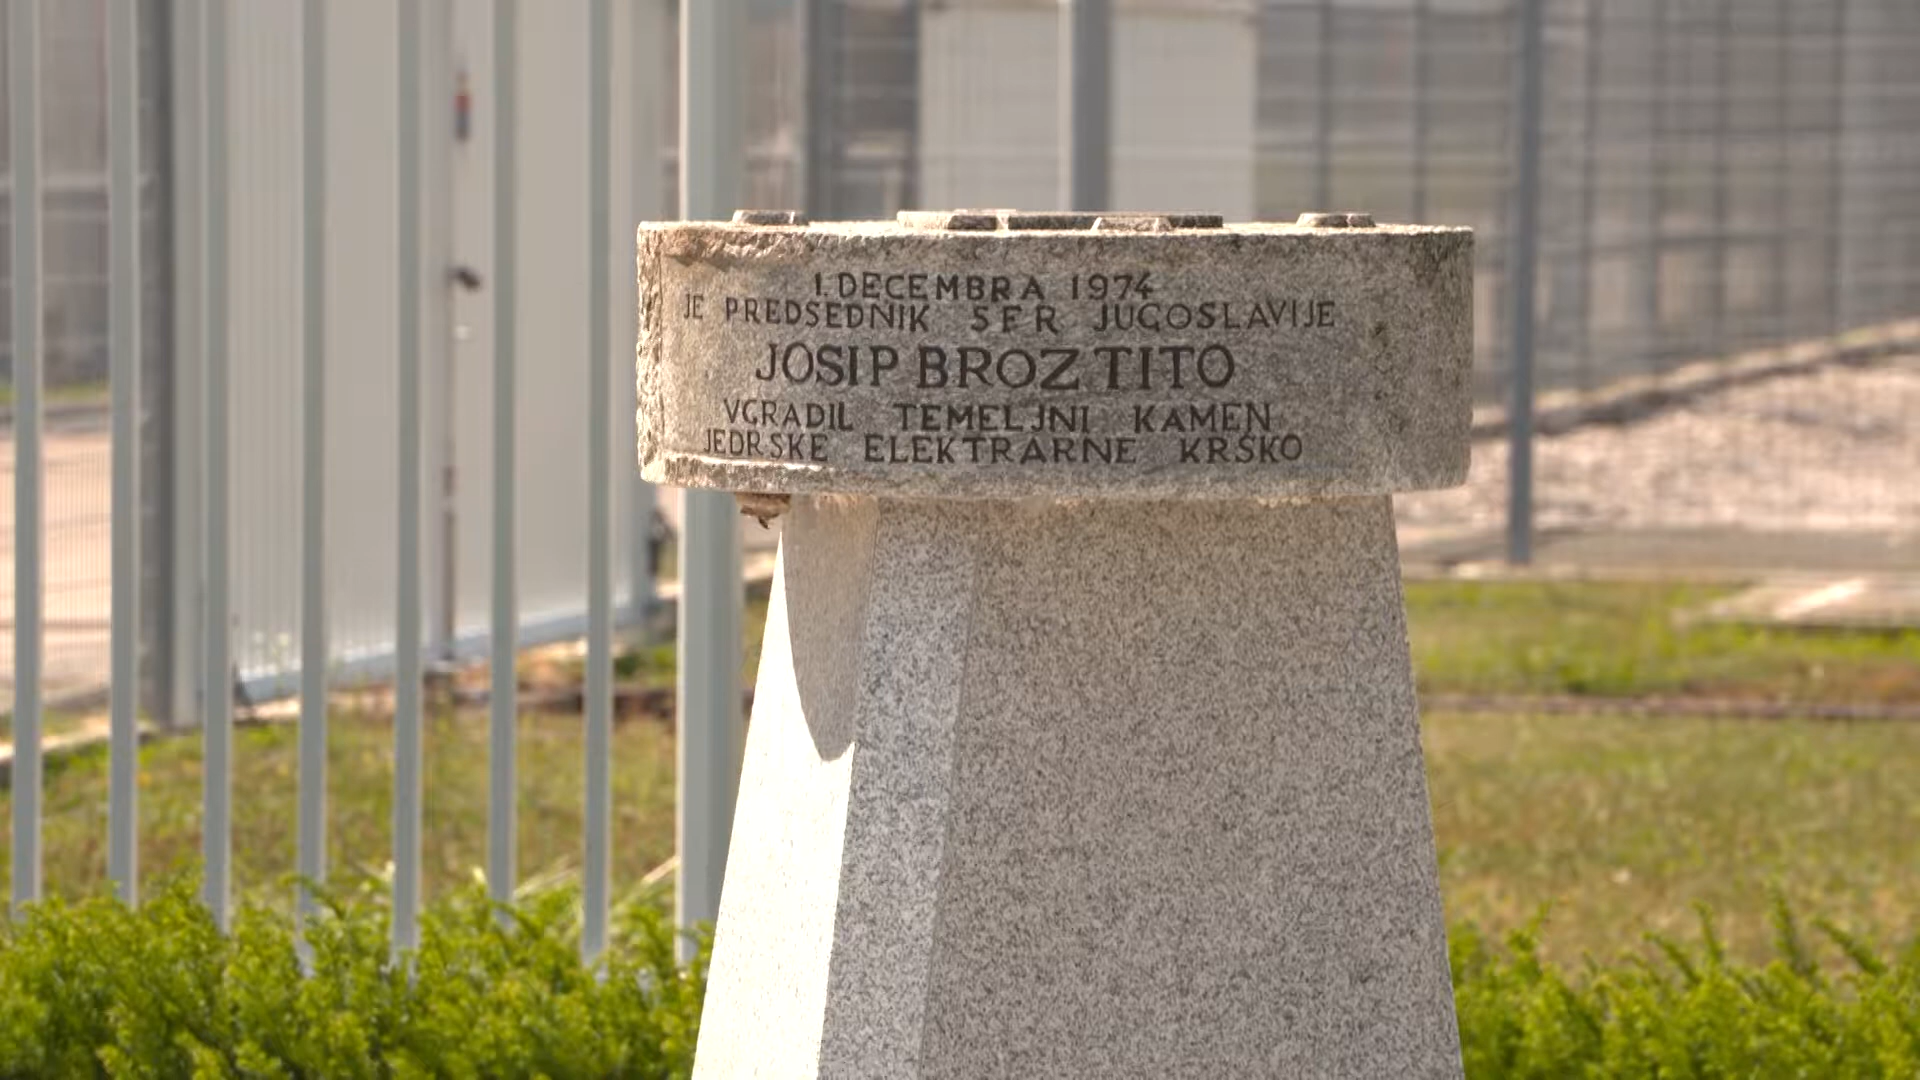 1. DECEMBRA 1974
JE PREDSEDNIK SFR JUGOSLAVIJE
JOSIP BROZ TITO
VGRADIL TEMELJNI KAMEN
JEDRSKE ELEKTRARNE KRŠKO